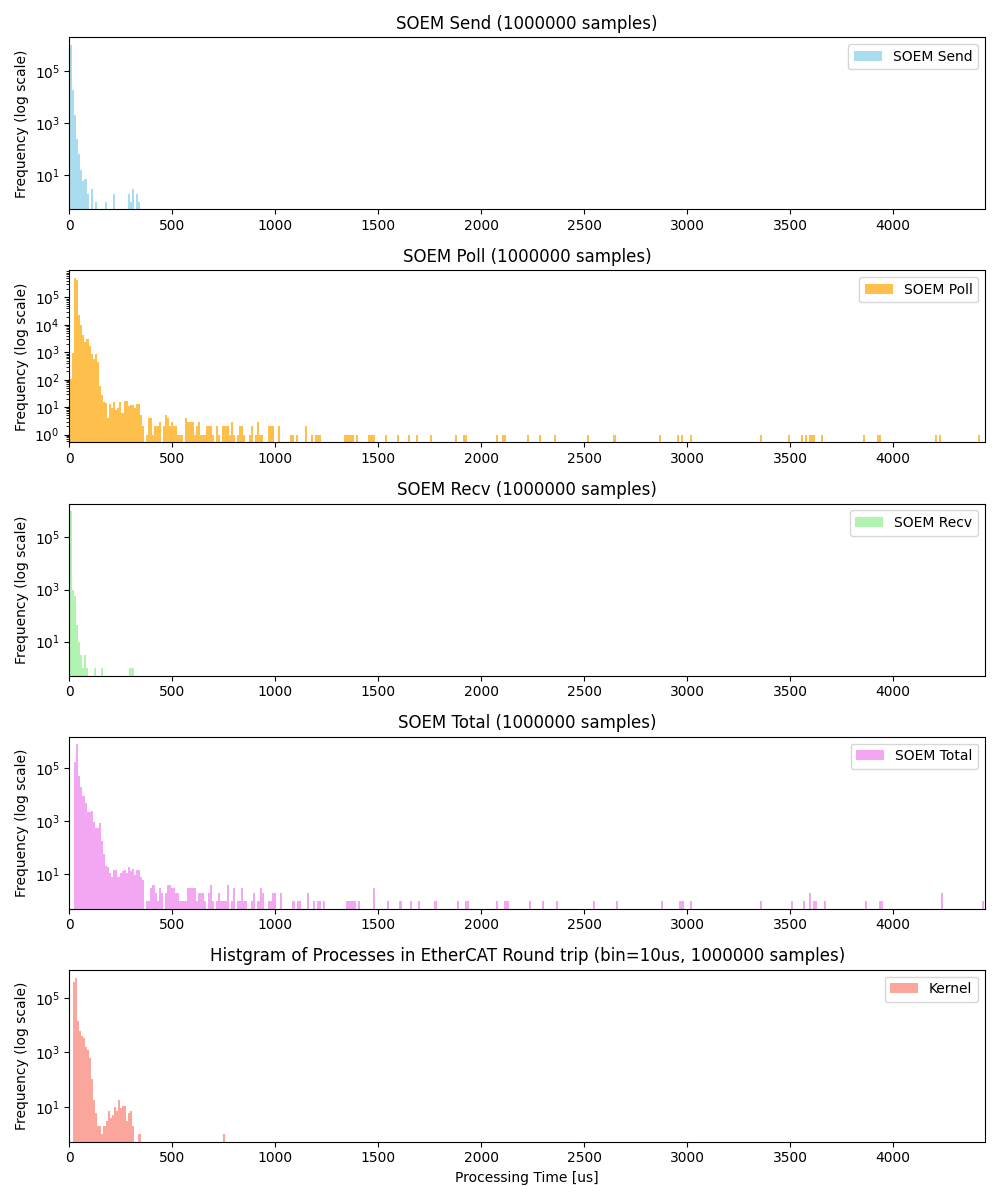 SOEM Send (1000000 samples)
Frequency (log scale)
10^5
10^3
10^1
SOEM Send
0 500 1000 1500 2000 2500 3000 3500 4000
SOEM Poll (1000000 samples)
Frequency (log scale)
10^5
10^4
10^3
10^2
10^1
10^0
SOEM Poll
0 500 1000 1500 2000 2500 3000 3500 4000
SOEM Recv (1000000 samples)
Frequency (log scale)
10^5
10^3
10^1
SOEM Recv
0 500 1000 1500 2000 2500 3000 3500 4000
SOEM Total (1000000 samples)
Frequency (log scale)
10^5
10^3
10^1
SOEM Total
0 500 1000 1500 2000 2500 3000 3500 4000
Histgram of Processes in EtherCAT Round trip (bin=10us, 1000000 samples)
Frequency (log scale)
10^5
10^3
10^1
Kernel
0 500 1000 1500 2000 2500 3000 3500 4000
Processing Time [us]